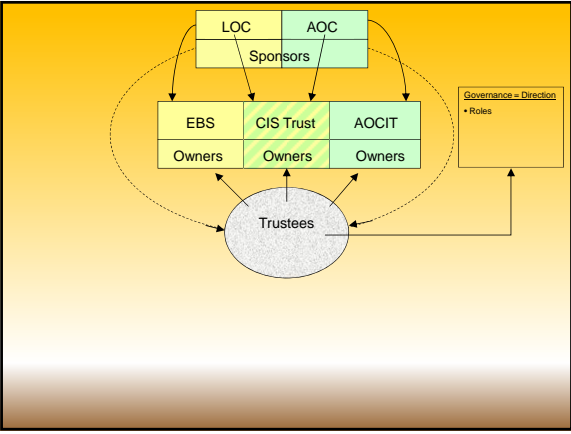 LOC AOC
Sponsors
Governance = Direction
• Roles
EBS CIS Trust AOCIT
Owners Owners Owners
Trustees